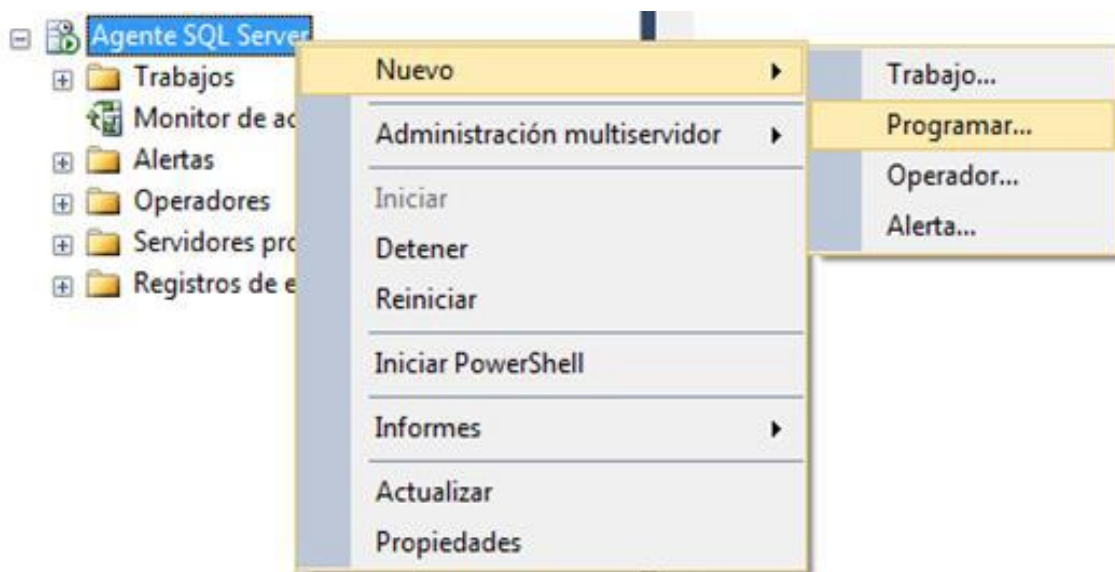 Agente SQL Server
Trabajos
Monitor de ac
Alertas
Operadores
Servidores pro
Registros de e
Nuevo
Administración multiservidor
Iniciar
Detener
Reiniciar
Iniciar PowerShell
Informes
Actualizar
Propiedades
Trabajo...
Programar...
Operador...
Alerta...